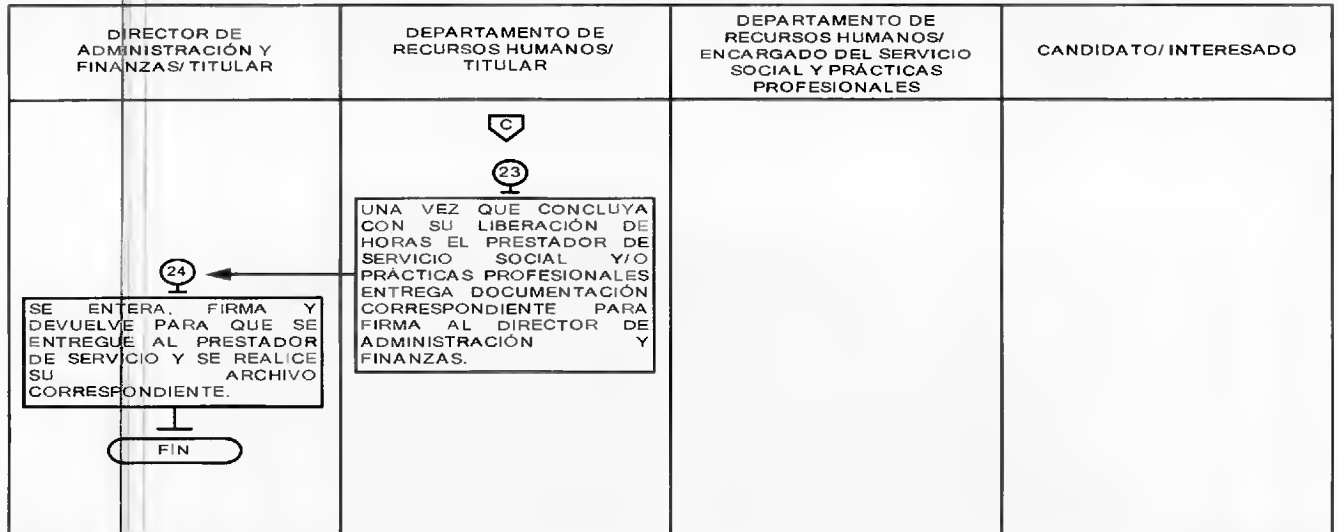 DIRECTOR DE
ADMINISTRACIÓN Y
FINANZAS/TITULAR
DEPARTAMENTO DE
RECURSOS HUMANOS/
TITULAR
DEPARTAMENTO DE
RECURSOS HUMANOS/
ENCARGADO DEL SERVICIO
SOCIAL Y PRÁCTICAS
PROFESIONALES
CANDIDATO/INTERESADO
C
23
UNA VEZ QUE CONCLUYA
CON SU LIBERACIÓN DE
HORAS EL PRESTADOR DE
SERVICIO SOCIAL Y/O
PRÁCTICAS PROFESIONALES
ENTREGA DOCUMENTACIÓN
CORRESPONDIENTE PARA
FIRMA AL DIRECTOR DE
ADMINISTRACIÓN Y
FINANZAS.
24
SE ENTERA, FIRMA Y
DEVUELVE PARA QUE SE
ENTREGUE AL PRESTADOR
DE SERVICIO Y SE REALICE
SU ARCHIVO
CORRESPONDIENTE.
FIN